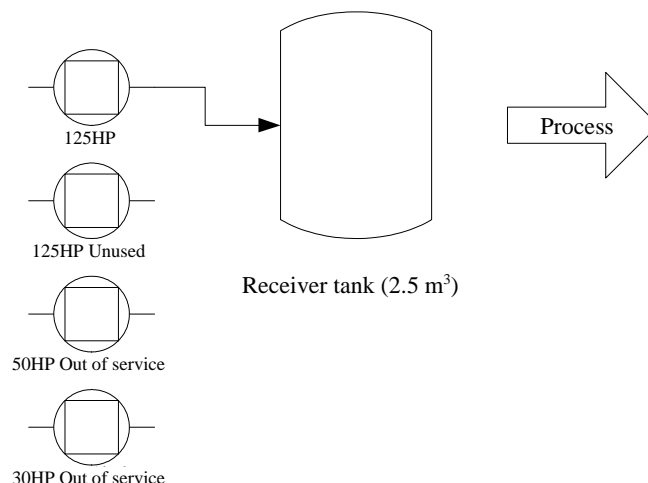 125HP
Process
125HP Unused
Receiver tank (2.5 m³)
50HP Out of service
30HP Out of service